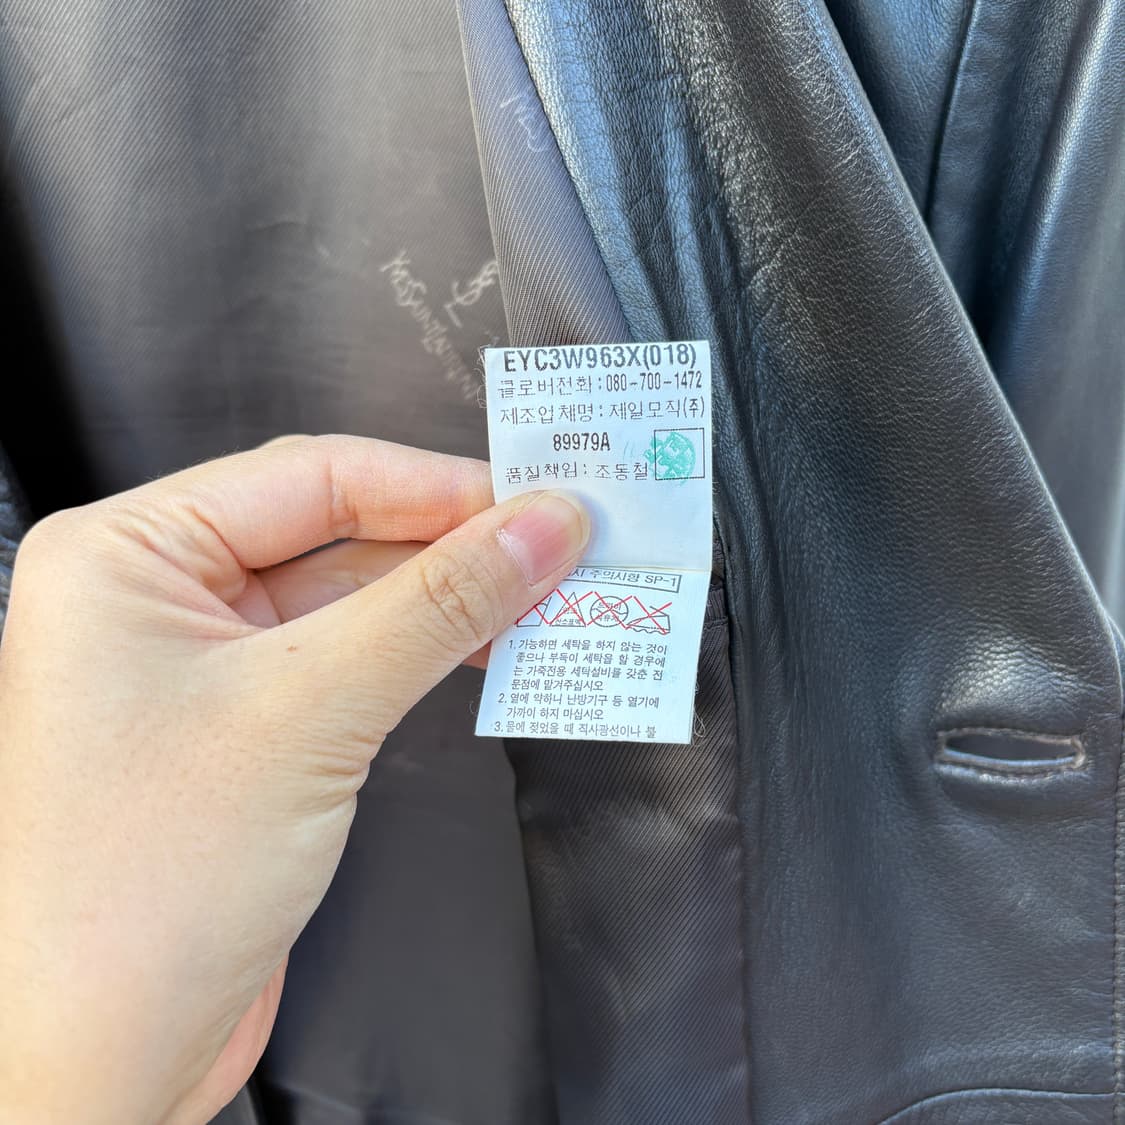 YSL
EYC3W963X(018)
클로버전화 : 080-700-1472
제조업체명 : 제일모직(주)
89979A
품질책임 : 조동철
주의사항 SP-1
1. 가능하면 세탁을 하지 않는 것이
좋으나 부득이 세탁을 할 경우에
는 가죽전용 세탁설비를 갖춘 전
문점에 맡겨주십시오
2. 열에 약하니 난방기구 등 열기에
가까이 하지 마십시오
3. 물에 젖었을 때 직사광선이나 불